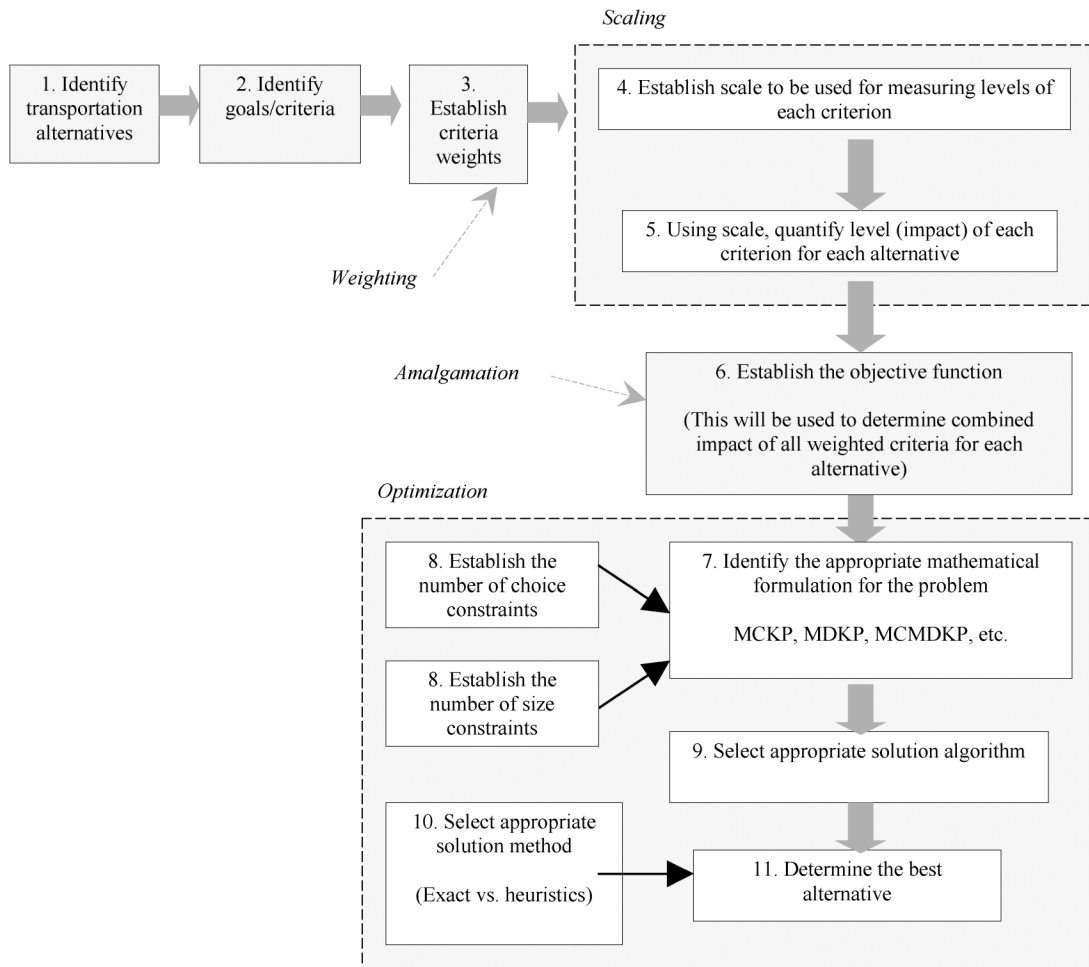 Scaling
1. Identify
transportation
alternatives
2. Identify
goals/criteria
3.
Establish
criteria
weights
4. Establish scale to be used for measuring levels of
each criterion
5. Using scale, quantify level (impact) of each
criterion for each alternative
Weighting
Amalgamation
6. Establish the objective function
(This will be used to determine combined
impact of all weighted criteria for each
alternative)
Optimization
8. Establish the
number of choice
constraints
7. Identify the appropriate mathematical
formulation for the problem
MCKP, MDKP, MCMDKP, etc.
8. Establish the
number of size
constraints
9. Select appropriate solution algorithm
10. Select appropriate
solution method
(Exact vs. heuristics)
11. Determine the best
alternative